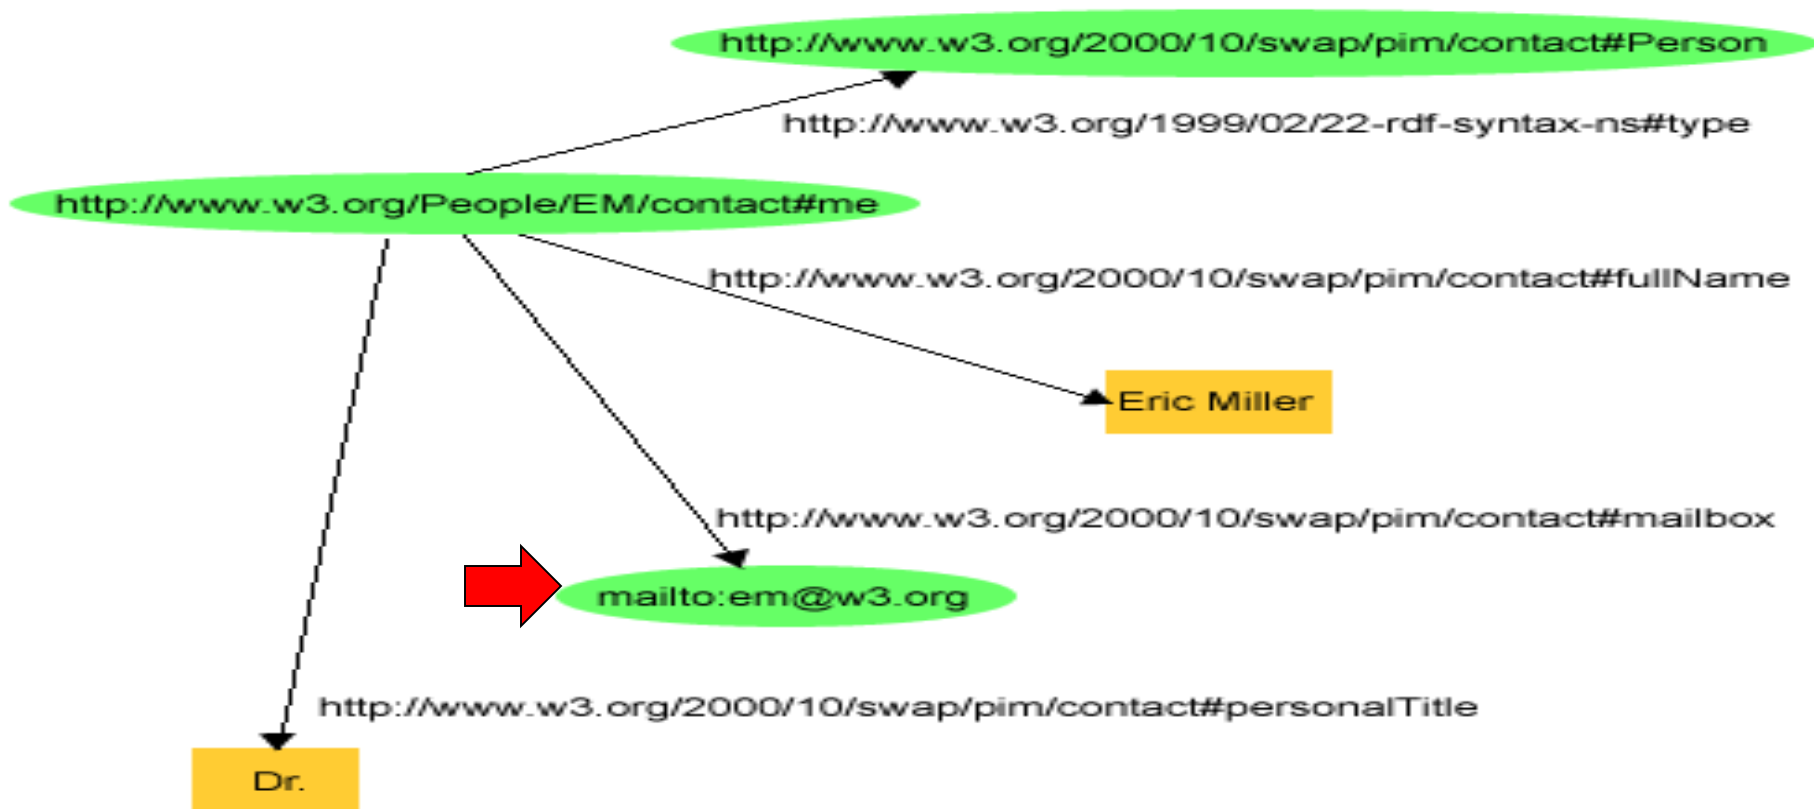 http://www.w3.org/2000/10/swap/pim/contact#Person
http://www.w3.org/1999/02/22-rdf-syntax-ns#type
http://www.w3.org/People/EM/contact#me
http://www.w3.org/2000/10/swap/pim/contact#fullName
Eric Miller
http://www.w3.org/2000/10/swap/pim/contact#mailbox
mailto:em@w3.org
http://www.w3.org/2000/10/swap/pim/contact#personalTitle
Dr.